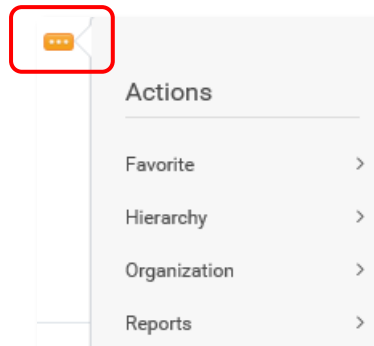 Actions
Favorite
Hierarchy
Organization
Reports